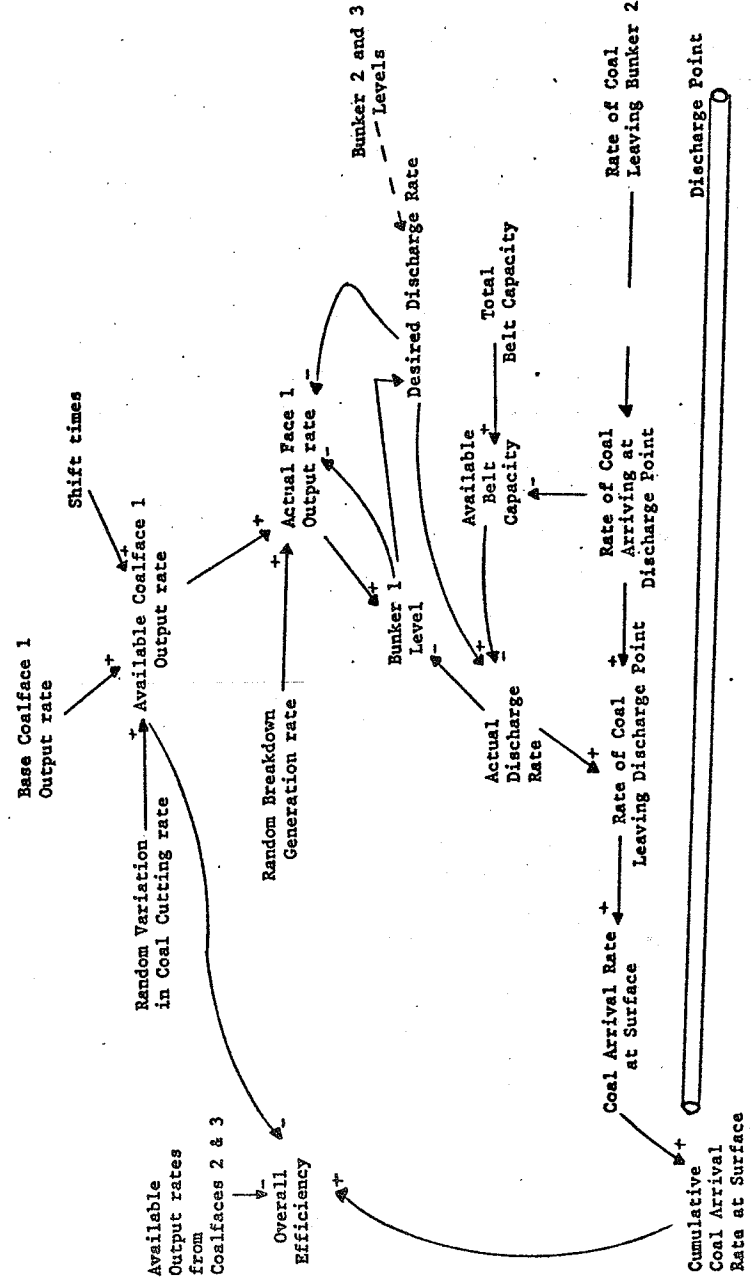 Base Coalface 1
Output rate
Shift times
Random Variation
in Coal Cutting rate
Available Coalface 1
Output rate
Available
Output rates
from
Coalfaces 2 & 3
Overall
Efficiency
Random Breakdown
Generation rate
Actual Face 1
Output rate
Bunker 2 and 3
Levels
Bunker 1
Level
Desired Discharge Rate
Actual
Discharge
Rate
Available
Belt
Capacity
Total
Belt Capacity
Coal Arrival Rate
at Surface
Rate of Coal
Leaving Discharge Point
Rate of Coal
Arriving at
Discharge Point
Rate of Coal
Leaving Bunker 2
Cumulative
Coal Arrival
Rate at Surface
Discharge Point